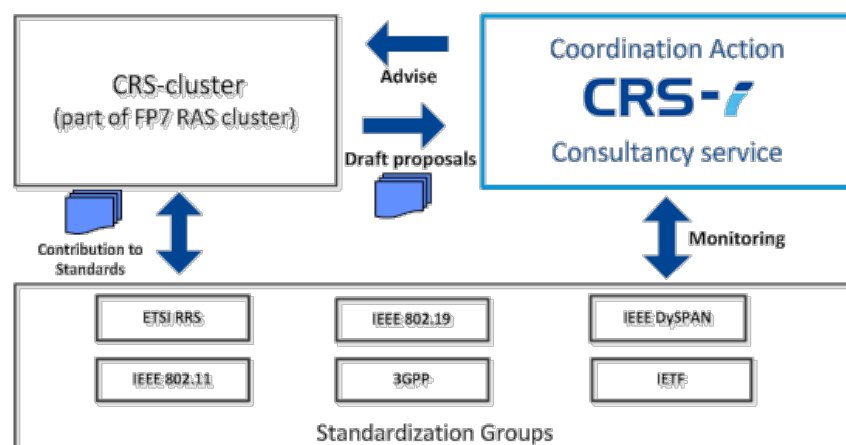 CRS-cluster
(part of FP7 RAS cluster)
Advise
Draft proposals
Coordination Action
CRS-i
Consultancy service
Contribution to
Standards
Monitoring
ETSI RRS
IEEE 802.19
IEEE DySPAN
IEEE 802.11
3GPP
IETF
Standardization Groups